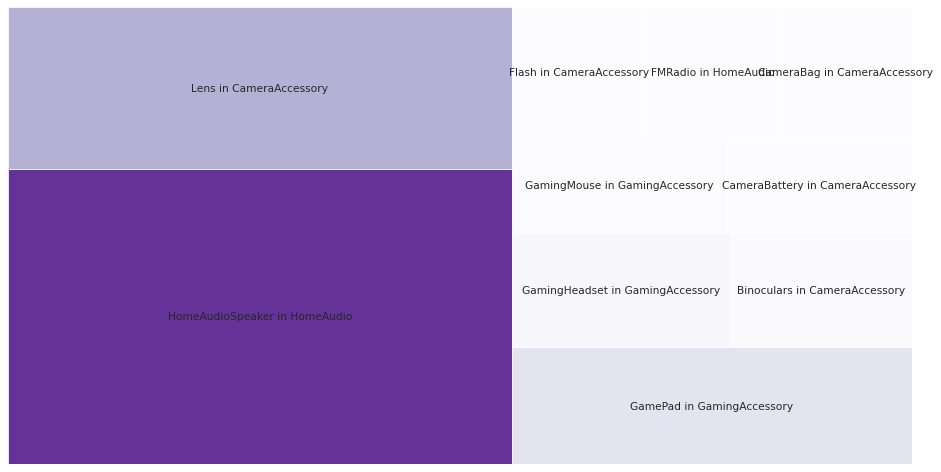 Lens in CameraAccessory
Flash in CameraAccessory
FMRadio in HomeAudio
CameraBag in CameraAccessory
GamingMouse in GamingAccessory
CameraBattery in CameraAccessory
GamingHeadset in GamingAccessory
Binoculars in CameraAccessory
HomeAudioSpeaker in HomeAudio
GamePad in GamingAccessory